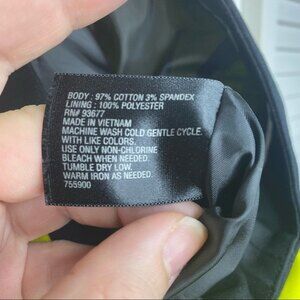 BODY : 97% COTTON 3% SPANDEX
LINING : 100% POLYESTER
RN# 93677
MADE IN VIETNAM
MACHINE WASH COLD GENTLE CYCLE.
WITH LIKE COLORS.
USE ONLY NON-CHLORINE
BLEACH WHEN NEEDED.
TUMBLE DRY LOW.
WARM IRON AS NEEDED.
755900